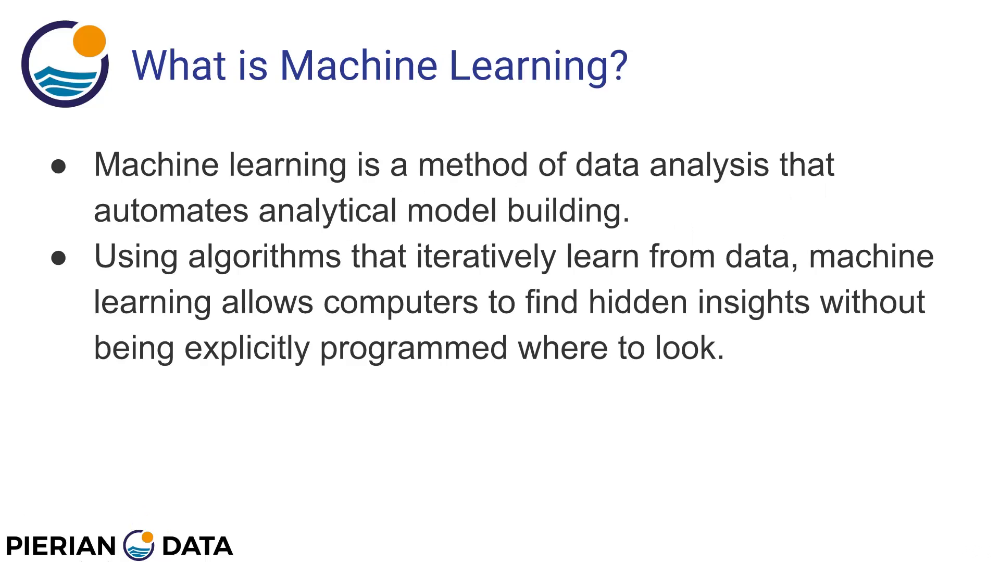 What is Machine Learning?
● Machine learning is a method of data analysis that
automates analytical model building.
● Using algorithms that iteratively learn from data, machine
learning allows computers to find hidden insights without
being explicitly programmed where to look.
PIERIAN DATA